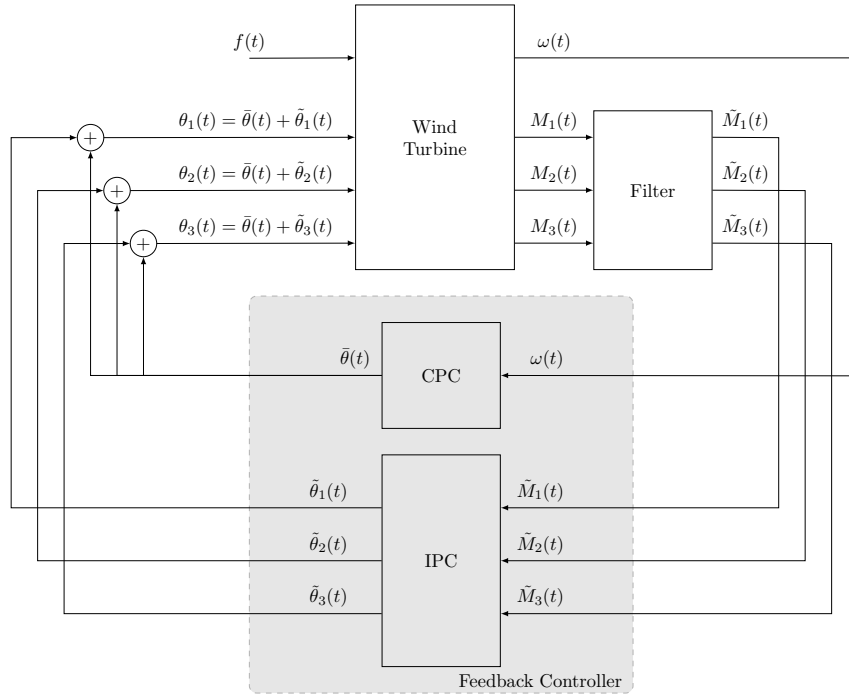 f(t)
ω(t)
θ₁(t) = θ̄(t) + θ̃₁(t)
Wind
Turbine
M₁(t)
M̃₁(t)
θ₂(t) = θ̄(t) + θ̃₂(t)
M₂(t)
Filter
M̃₂(t)
θ₃(t) = θ̄(t) + θ̃₃(t)
M₃(t)
M̃₃(t)
+
+
+
θ̄(t)
CPC
ω(t)
θ̃₁(t)
M̃₁(t)
θ̃₂(t)
IPC
M̃₂(t)
θ̃₃(t)
M̃₃(t)
Feedback Controller